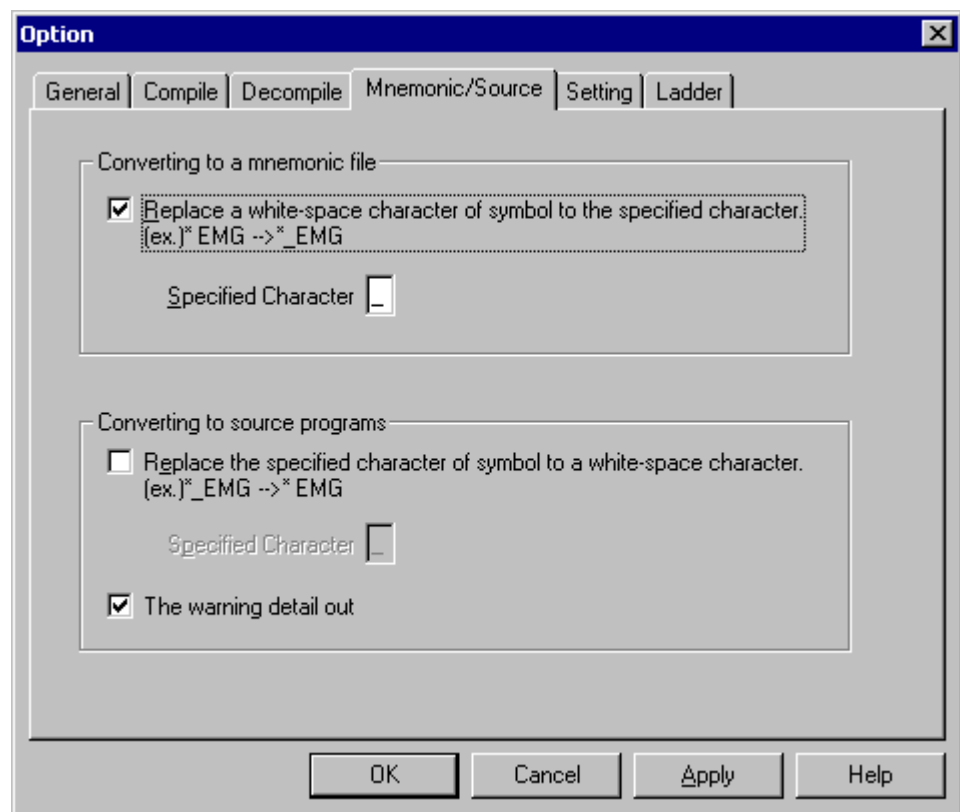 Option
General Compile Decompile Mnemonic/Source Setting Ladder
Converting to a mnemonic file
Replace a white-space character of symbol to the specified character.
(ex.)* EMG -->*_EMG
Specified Character _
Converting to source programs
Replace the specified character of symbol to a white-space character.
(ex.)*_EMG -->* EMG
Specified Character _
The warning detail out
OK Cancel Apply Help